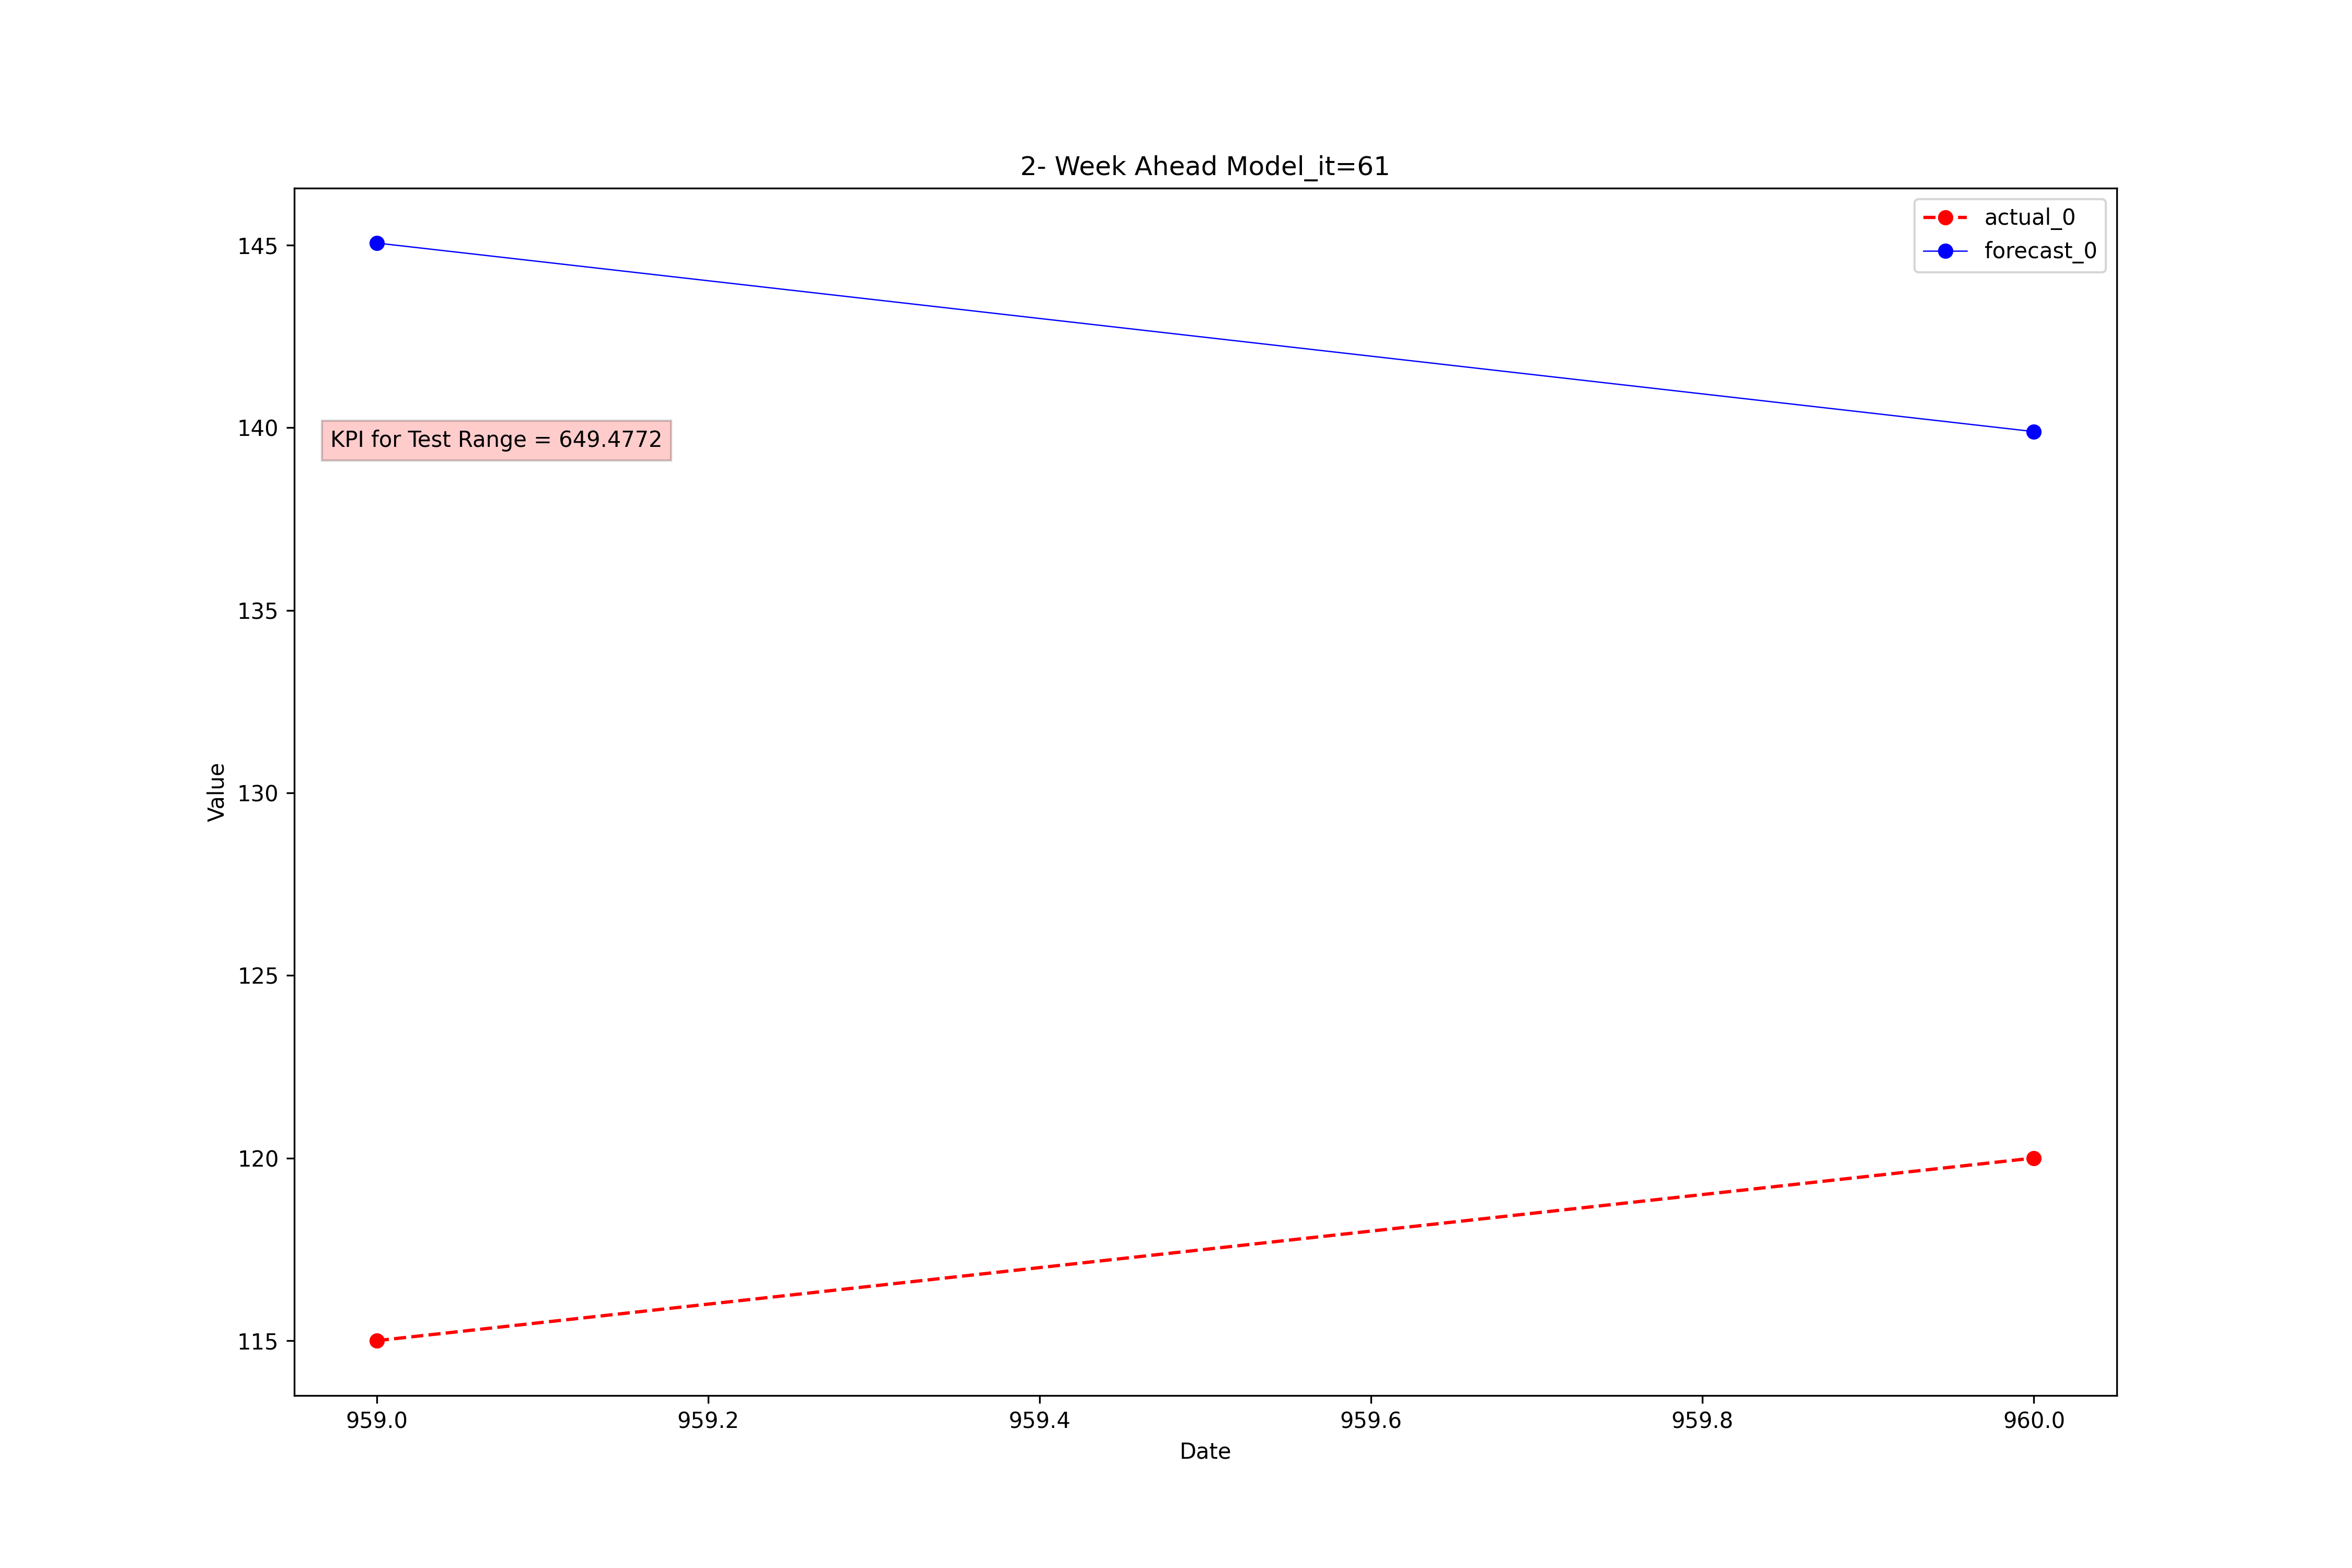 2- Week Ahead Model_it=61
actual_0
forecast_0
KPI for Test Range = 649.4772
Value
145
140
135
130
125
120
115
959.0 959.2 959.4 959.6 959.8 960.0
Date